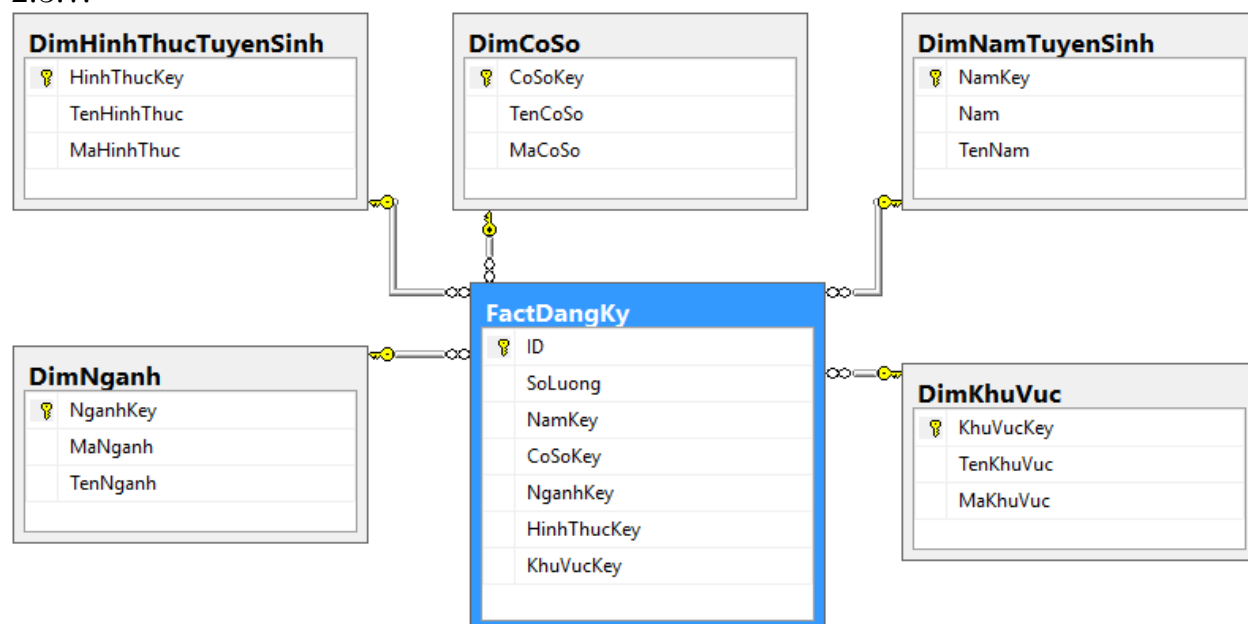 DimHinhThucTuyenSinh
HinhThucKey
TenHinhThuc
MaHinhThuc
DimCoSo
CoSoKey
TenCoSo
MaCoSo
DimNamTuyenSinh
NamKey
Nam
TenNam
DimNganh
NganhKey
MaNganh
TenNganh
FactDangKy
ID
SoLuong
NamKey
CoSoKey
NganhKey
HinhThucKey
KhuVucKey
DimKhuVuc
KhuVucKey
TenKhuVuc
MaKhuVuc